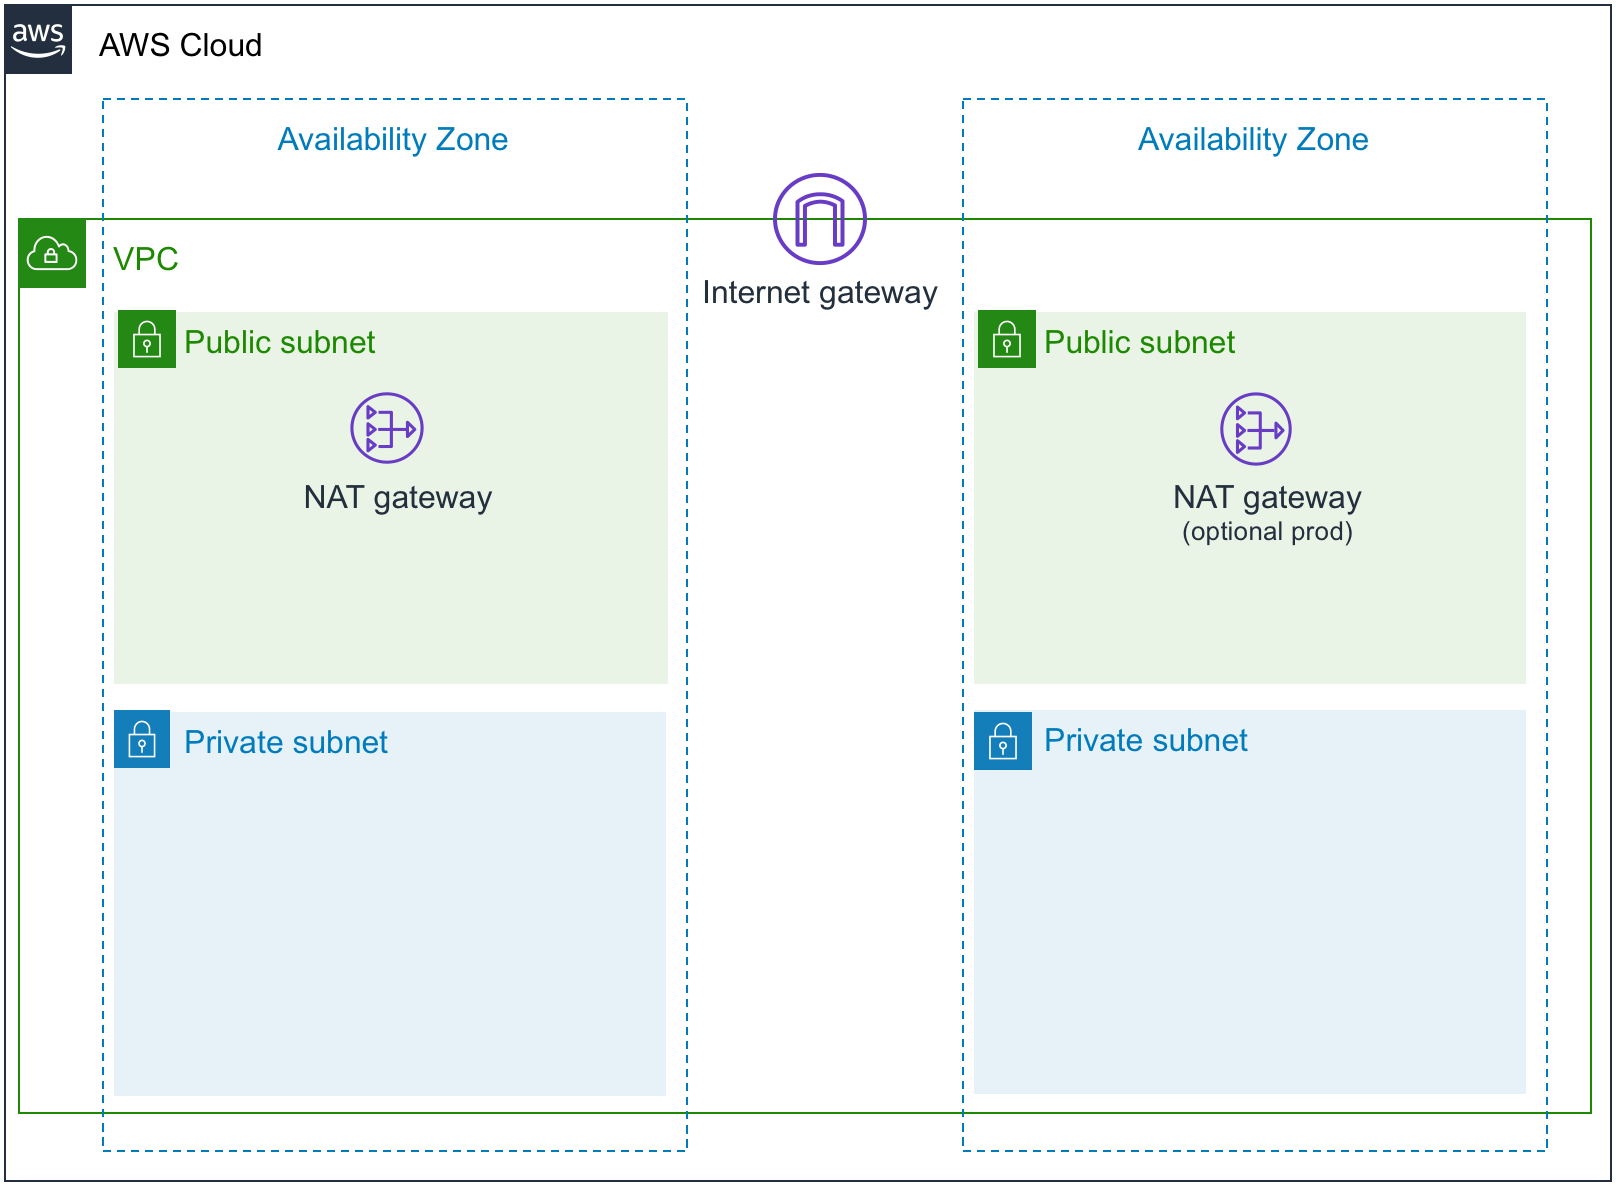 aws
AWS Cloud
Availability Zone
Availability Zone
VPC
Internet gateway
Public subnet
Public subnet
NAT gateway
NAT gateway
(optional prod)
Private subnet
Private subnet